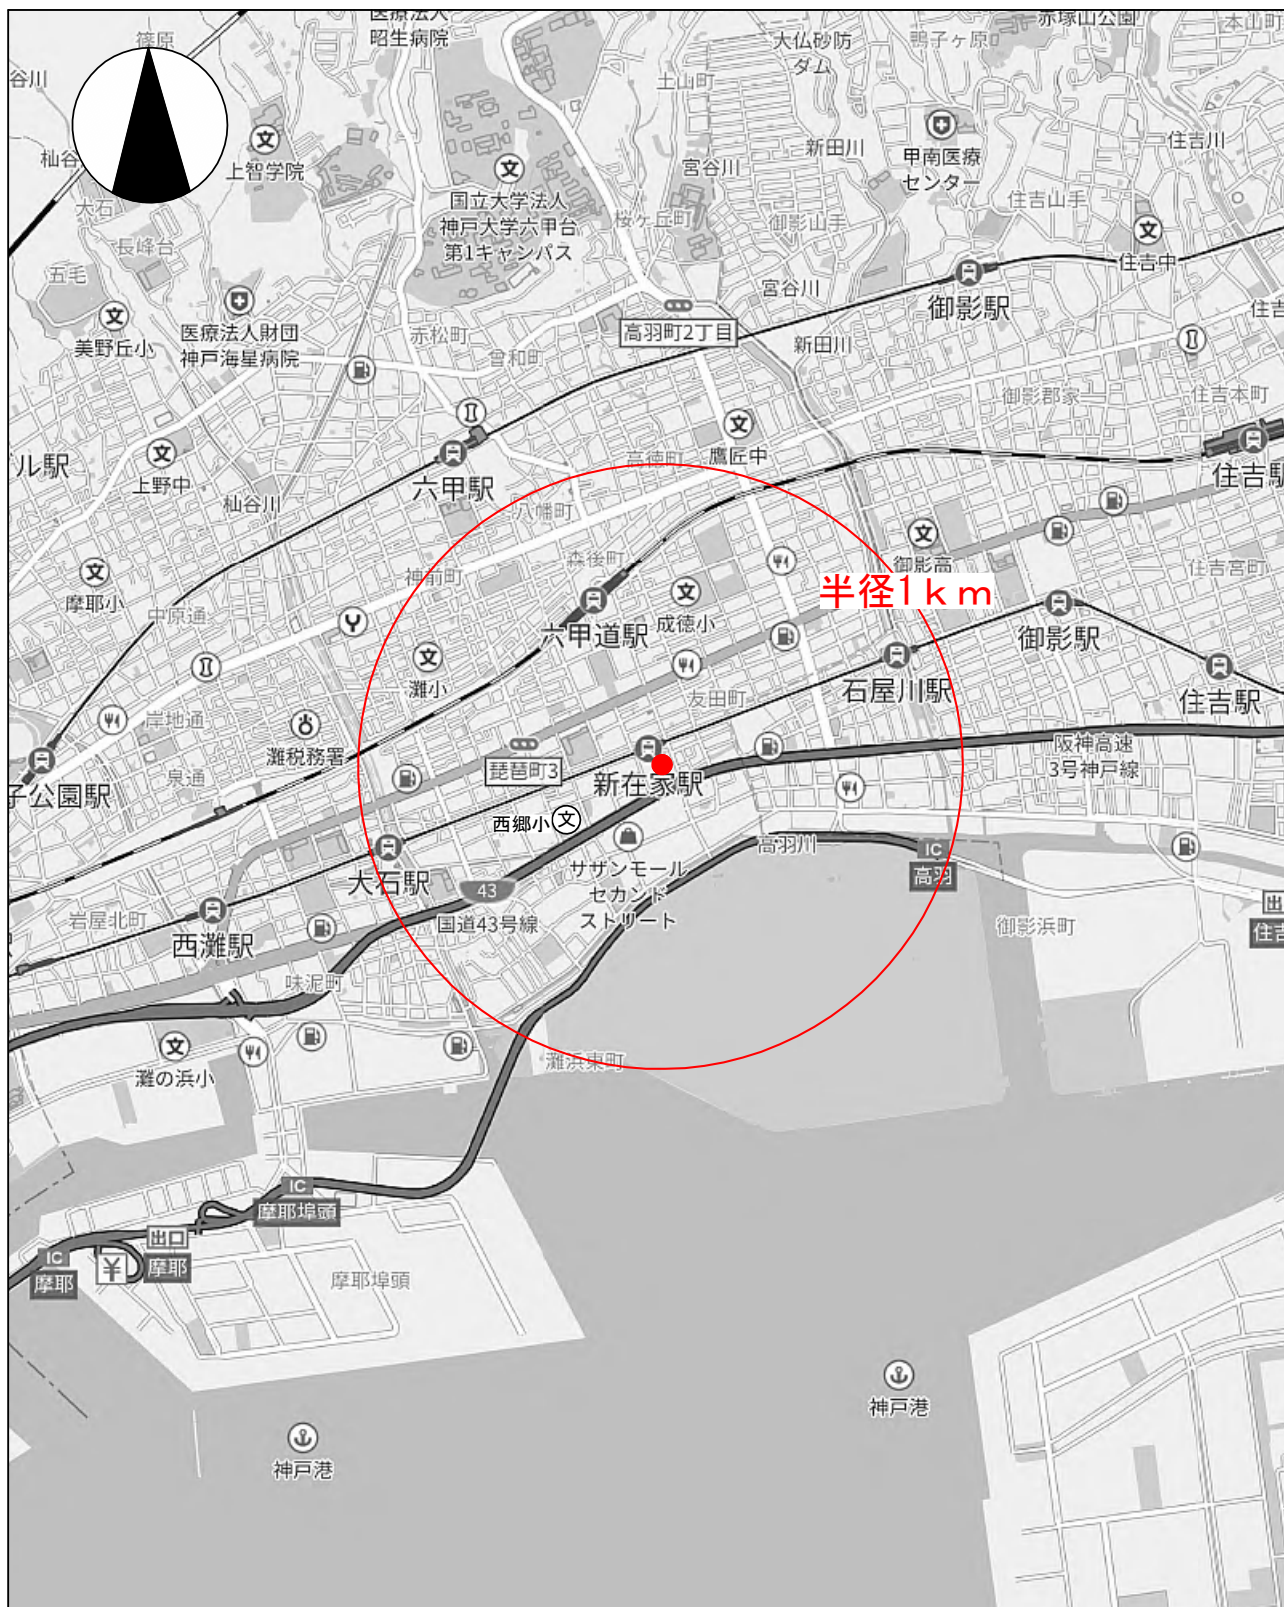 医療法人
昭生病院
篠原
谷川
大仏砂防
ダム
鴨子ヶ原
赤塚山公園
本山町
土山町
杣谷
上智学院
国立大学法人
神戸大学六甲台
第1キャンパス
宮谷川
新田川
甲南医療
センター
住吉川
大石
長峰台
五毛
桜ヶ丘町
御影山手
住吉山手
住吉中
美野丘小
医療法人財団
神戸海星病院
赤松町
曾和町
高羽町2丁目
宮谷川
新田川
御影駅
住吉
御影郡家
住吉本町
ル駅
上野中
杣谷川
六甲駅
八幡町
高徳町
鷹匠中
住吉駅
摩耶小
中原通
神前町
森後町
六甲道駅
成徳小
半径1km
御影高
御影駅
住吉宮町
灘小
岸地通
灘税務署
泉通
子公園駅
友田町
石屋川駅
住吉駅
阪神高速
3号神戸線
琵琶町3
新在家駅
西郷小
大石駅
43
国道43号線
サザンモール
セカンド
ストリート
高羽川
IC
高羽
岩屋北町
西灘駅
味泥町
御影浜町
出
住吉
灘の浜小
灘浜東町
IC
摩耶埠頭
出口
摩耶
IC
摩耶
¥
摩耶埠頭
神戸港
神戸港